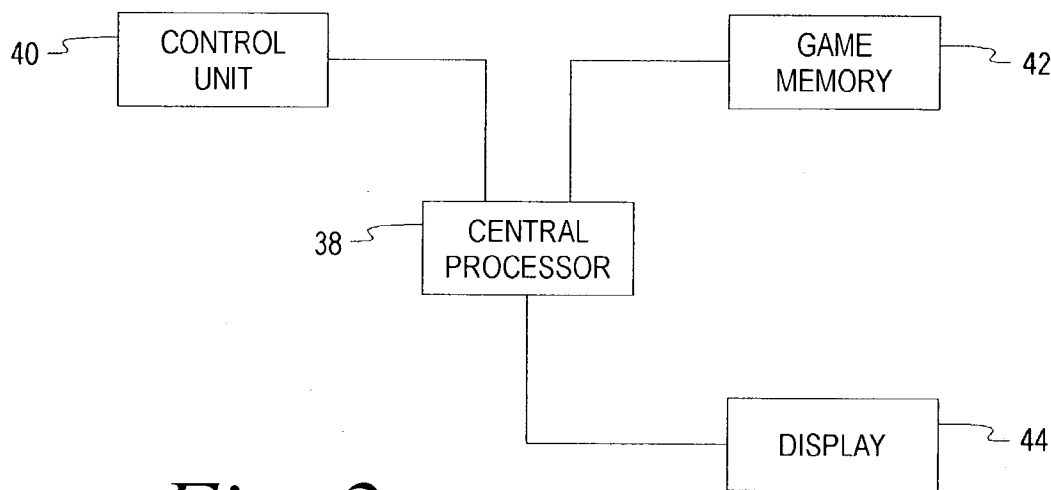 40
CONTROL
UNIT
GAME
MEMORY
42
38
CENTRAL
PROCESSOR
DISPLAY
44